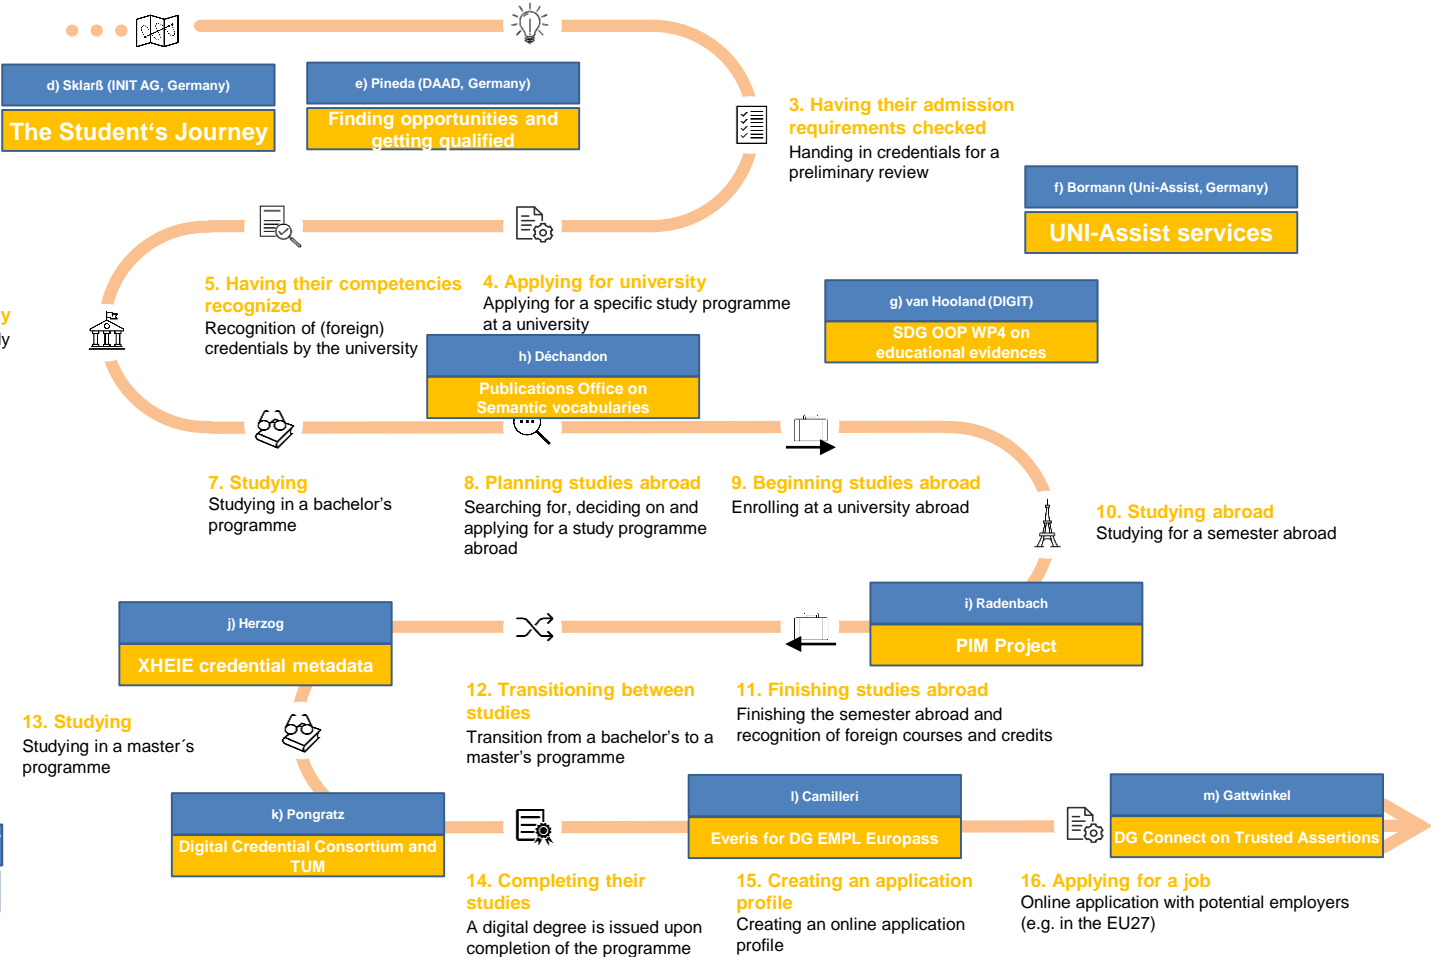 d) Sklarß (INIT AG, Germany)
The Student‘s Journey
e) Pineda (DAAD, Germany)
Finding opportunities and
getting qualified
3. Having their admission
requirements checked
Handing in credentials for a
preliminary review
f) Bormann (Uni-Assist, Germany)
UNI-Assist services
5. Having their competencies
recognized
Recognition of (foreign)
credentials by the university
4. Applying for university
Applying for a specific study programme
at a university
g) van Hooland (DIGIT)
SDG OOP WP4 on
educational evidences
y
ly
h) Déchandon
Publications Office on
Semantic vocabularies
7. Studying
Studying in a bachelor’s
programme
8. Planning studies abroad
Searching for, deciding on and
applying for a study programme
abroad
9. Beginning studies abroad
Enrolling at a university abroad
10. Studying abroad
Studying for a semester abroad
i) Radenbach
PIM Project
j) Herzog
XHEIE credential metadata
12. Transitioning between
studies
Transition from a bachelor’s to a
master’s programme
11. Finishing studies abroad
Finishing the semester abroad and
recognition of foreign courses and credits
13. Studying
Studying in a master´s
programme
k) Pongratz
Digital Credential Consortium and
TUM
l) Camilleri
Everis for DG EMPL Europass
m) Gattwinkel
DG Connect on Trusted Assertions
14. Completing their
studies
A digital degree is issued upon
completion of the programme
15. Creating an application
profile
Creating an online application
profile
16. Applying for a job
Online application with potential employers
(e.g. in the EU27)